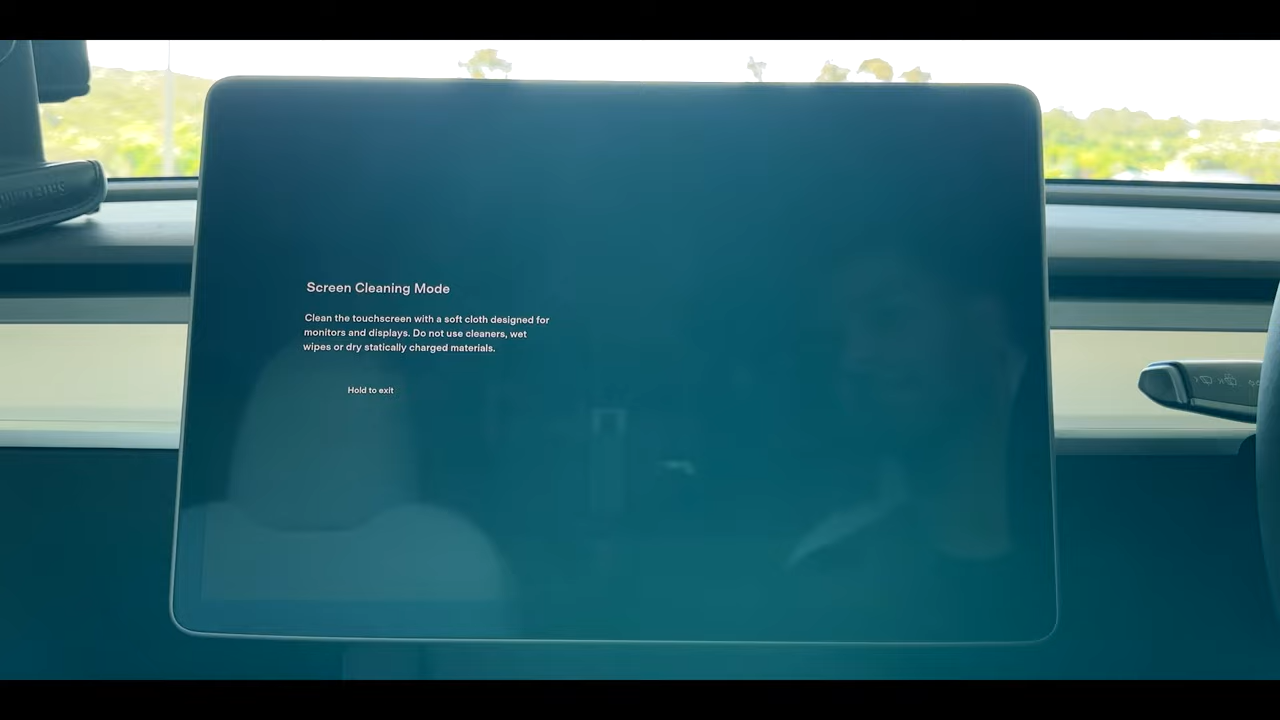 Screen Cleaning Mode
Clean the touchscreen with a soft cloth designed for
monitors and displays. Do not use cleaners, wet
wipes or dry statically charged materials.
Hold to exit